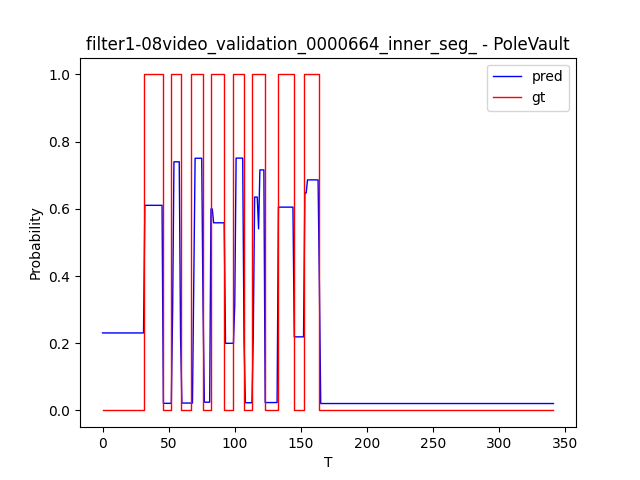 filter1-08video_validation_0000664_inner_seg_ - PoleVault
pred
gt
Probability
1.0
0.8
0.6
0.4
0.2
0.0
0 50 100 150 200 250 300 350
T